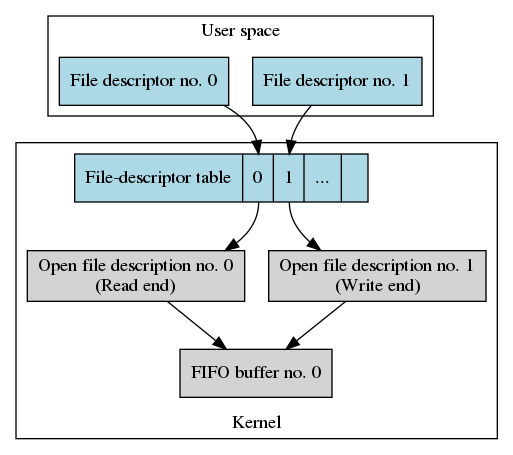 User space
File descriptor no. 0
File descriptor no. 1
File-descriptor table
0
1
...
Open file description no. 0
(Read end)
Open file description no. 1
(Write end)
FIFO buffer no. 0
Kernel